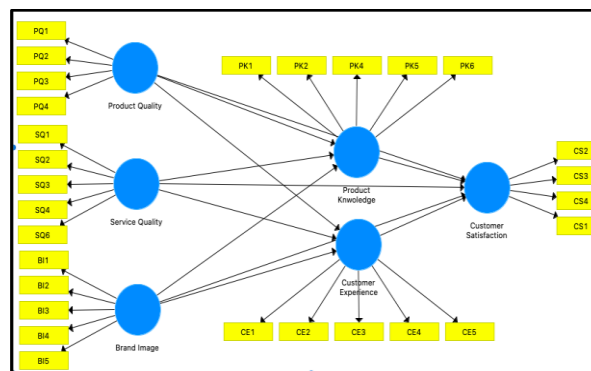 PQ1
PQ2
PQ3
PQ4
Product Quality
SQ1
SQ2
SQ3
SQ4
SQ6
Service Quality
BI1
BI2
BI3
BI4
BI5
Brand Image
PK1
PK2
PK4
PK5
PK6
Product
Knwoledge
Customer
Experience
CE1
CE2
CE3
CE4
CE5
Customer
Satisfaction
CS2
CS3
CS4
CS1